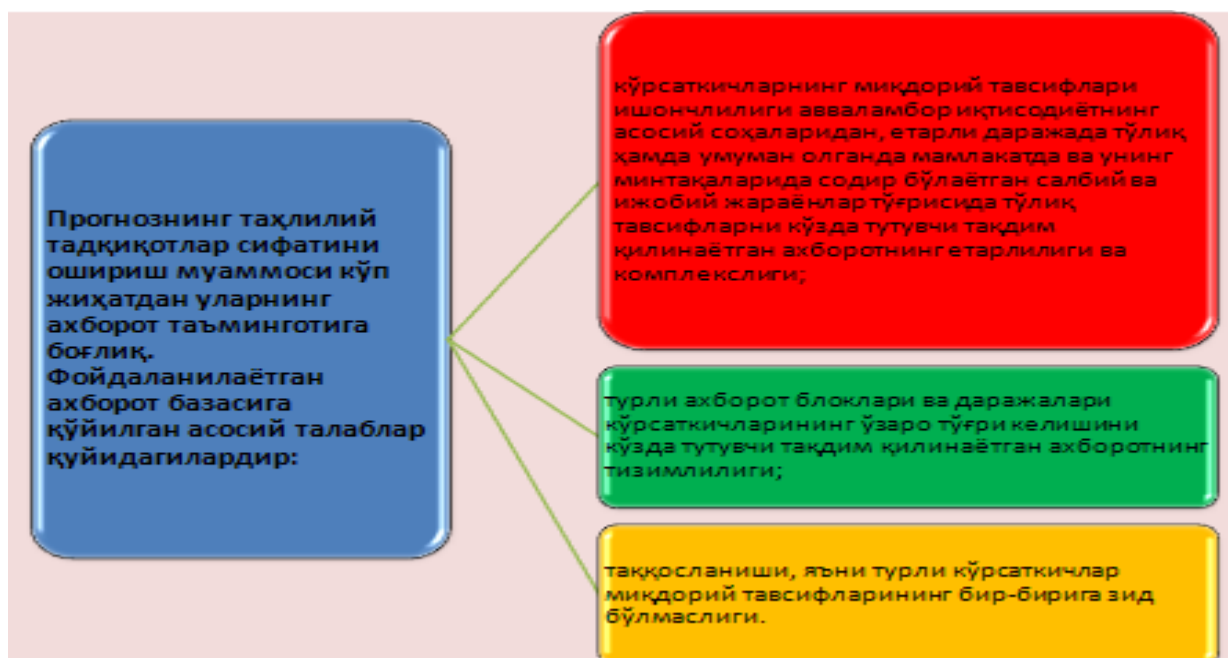 Прогнознинг таҳлилий
тадқиқотлар сифатини
ошириш муаммоси кўп
жиҳатдан уларнинг
ахборот таъминготига
боғлиқ.
Фойдаланилаётган
ахборот базасига
қўйилган асосий талаблар
қуйидагилардир:
кўрсаткичларнинг миқдорий тавсифлари
ишончлилиги авваламбор иқтисодиётнинг
асосий соҳаларидан, етарли даражада тўлиқ
ҳамда умуман олганда мамлакатда ва унинг
минтақаларида содир бўлаётган салбий ва
ижобий жараёнлар тўғрисида тўлиқ
тавсифларни кўзда тутувчи тақдим
қилинаётган ахборотнинг етарлилиги ва
комплекслиги;
турли ахборот блоклари ва даражалари
кўрсаткичларининг ўзаро тўғри келишини
кўзда тутувчи тақдим қилинаётган ахборотнинг
тизимлилиги;
таққосланиши, яъни турли кўрсаткичлар
миқдорий тавсифларининг бир-бирига зид
бўлмаслиги.